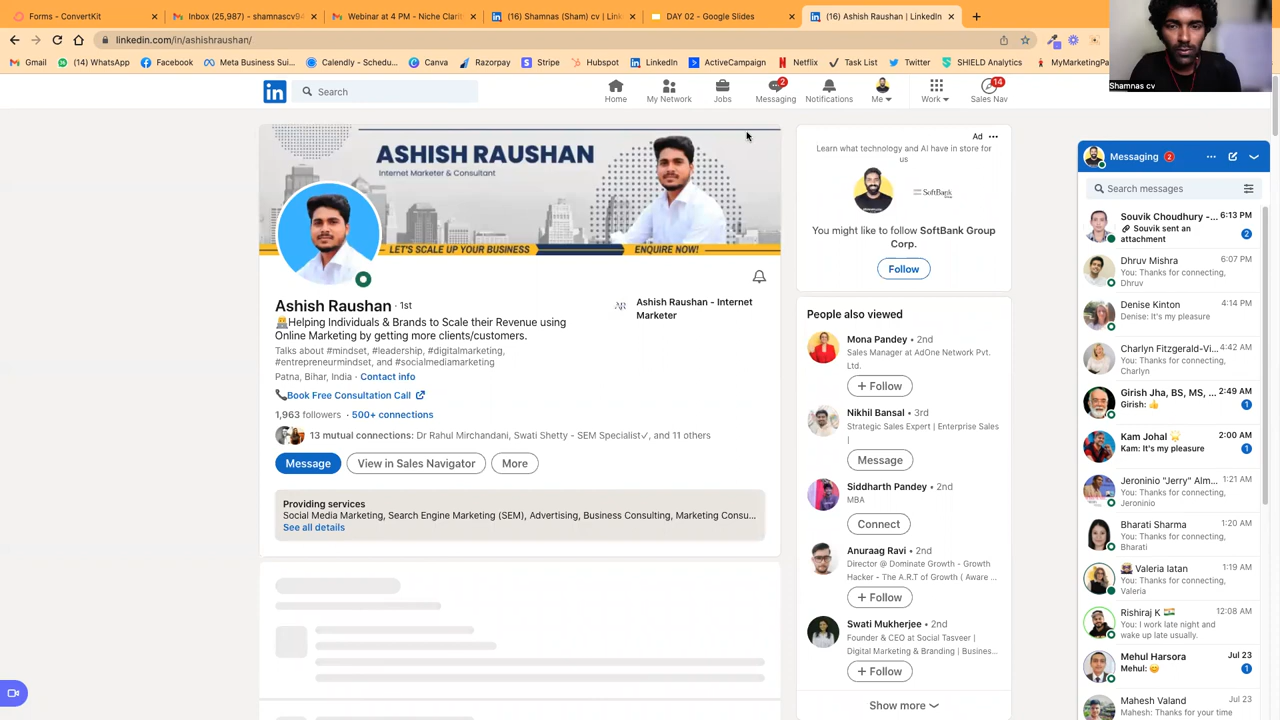 Forms - ConvertKit
Inbox (25,987) - shamnascv94
Webinar at 4 PM - Niche Clari
(16) Shamnas (Sham) cv | Link
DAY 02 - Google Slides
(16) Ashish Raushan | LinkedIn
linkedin.com/in/ashishraushan/
Gmail
(14) WhatsApp
Facebook
Meta Business Sui...
Calendly - Schedu...
Canva
Razorpay
Stripe
Hubspot
LinkedIn
ActiveCampaign
Netflix
Task List
Twitter
SHIELD Analytics
MyMarketingPa
Shamnas cv
in
Search
Home
My Network
Jobs
2
Messaging
Notifications
Me
Work
14
Sales Nav
ASHISH RAUSHAN
Internet Marketer & Consultant
LET'S SCALE UP YOUR BUSINESS
ENQUIRE NOW!
Ashish Raushan · 1st
Helping Individuals & Brands to Scale their Revenue using
Online Marketing by getting more clients/customers.
Talks about #mindset, #leadership, #digitalmarketing,
#entrepreneurmindset, and #socialmediamarketing
Patna, Bihar, India · Contact info
📞Book Free Consultation Call
1,963 followers · 500+ connections
13 mutual connections: Dr Rahul Mirchandani, Swati Shetty - SEM Specialist✓, and 11 others
Message
View in Sales Navigator
More
Ashish Raushan - Internet
Marketer
Providing services
Social Media Marketing, Search Engine Marketing (SEM), Advertising, Business Consulting, Marketing Consu...
See all details
Ad
Learn what technology and AI have in store for
us
SoftBank
You might like to follow SoftBank Group
Corp.
Follow
People also viewed
Mona Pandey • 2nd
Sales Manager at AdOne Network Pvt.
Ltd.
+ Follow
Nikhil Bansal • 3rd
Strategic Sales Expert | Enterprise Sales
|
Message
Siddharth Pandey • 2nd
MBA
Connect
Anuraag Ravi • 2nd
Director @ Dominate Growth - Growth
Hacker - The A.R.T of Growth ( Aware ...
+ Follow
Swati Mukherjee • 2nd
Founder & CEO at Social Tasveer |
Digital Marketing & Branding | Busines...
+ Follow
Show more
Messaging 2
Search messages
Souvik Choudhury -... 6:13 PM
Souvik sent an 2
attachment
Dhruv Mishra 6:07 PM
You: Thanks for connecting,
Dhruv
Denise Kinton 4:14 PM
Denise: It's my pleasure
Charlyn Fitzgerald-Vi... 4:42 AM
You: Thanks for connecting,
Charlyn
Girish Jha, BS, MS, ... 2:49 AM
Girish: 👍 1
Kam Johal 🌟 2:00 AM
Kam: It's my pleasure 1
Jeroninio "Jerry" Alm... 1:21 AM
You: Thanks for connecting,
Jeroninio
Bharati Sharma 1:20 AM
You: Thanks for connecting,
Bharati
Valeria Iatan 1:19 AM
You: Thanks for connecting,
Valeria
Rishiraj K 🇮🇳 12:08 AM
You: I work late night and
wake up late usually.
Mehul Harsora Jul 23
Mehul: 😊 1
Mahesh Valand Jul 23
Mahesh: Thanks for your time